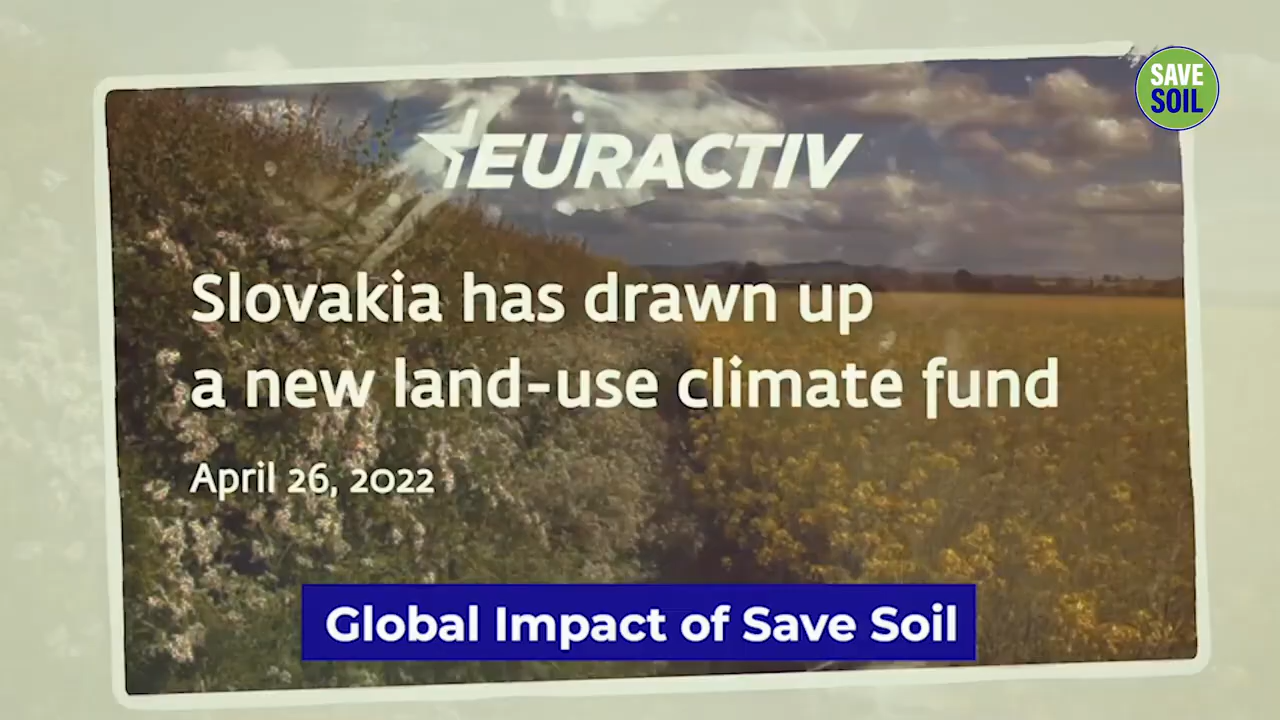 SAVE
SOIL
EURACTIV
Slovakia has drawn up
a new land-use climate fund
April 26, 2022
Global Impact of Save Soil